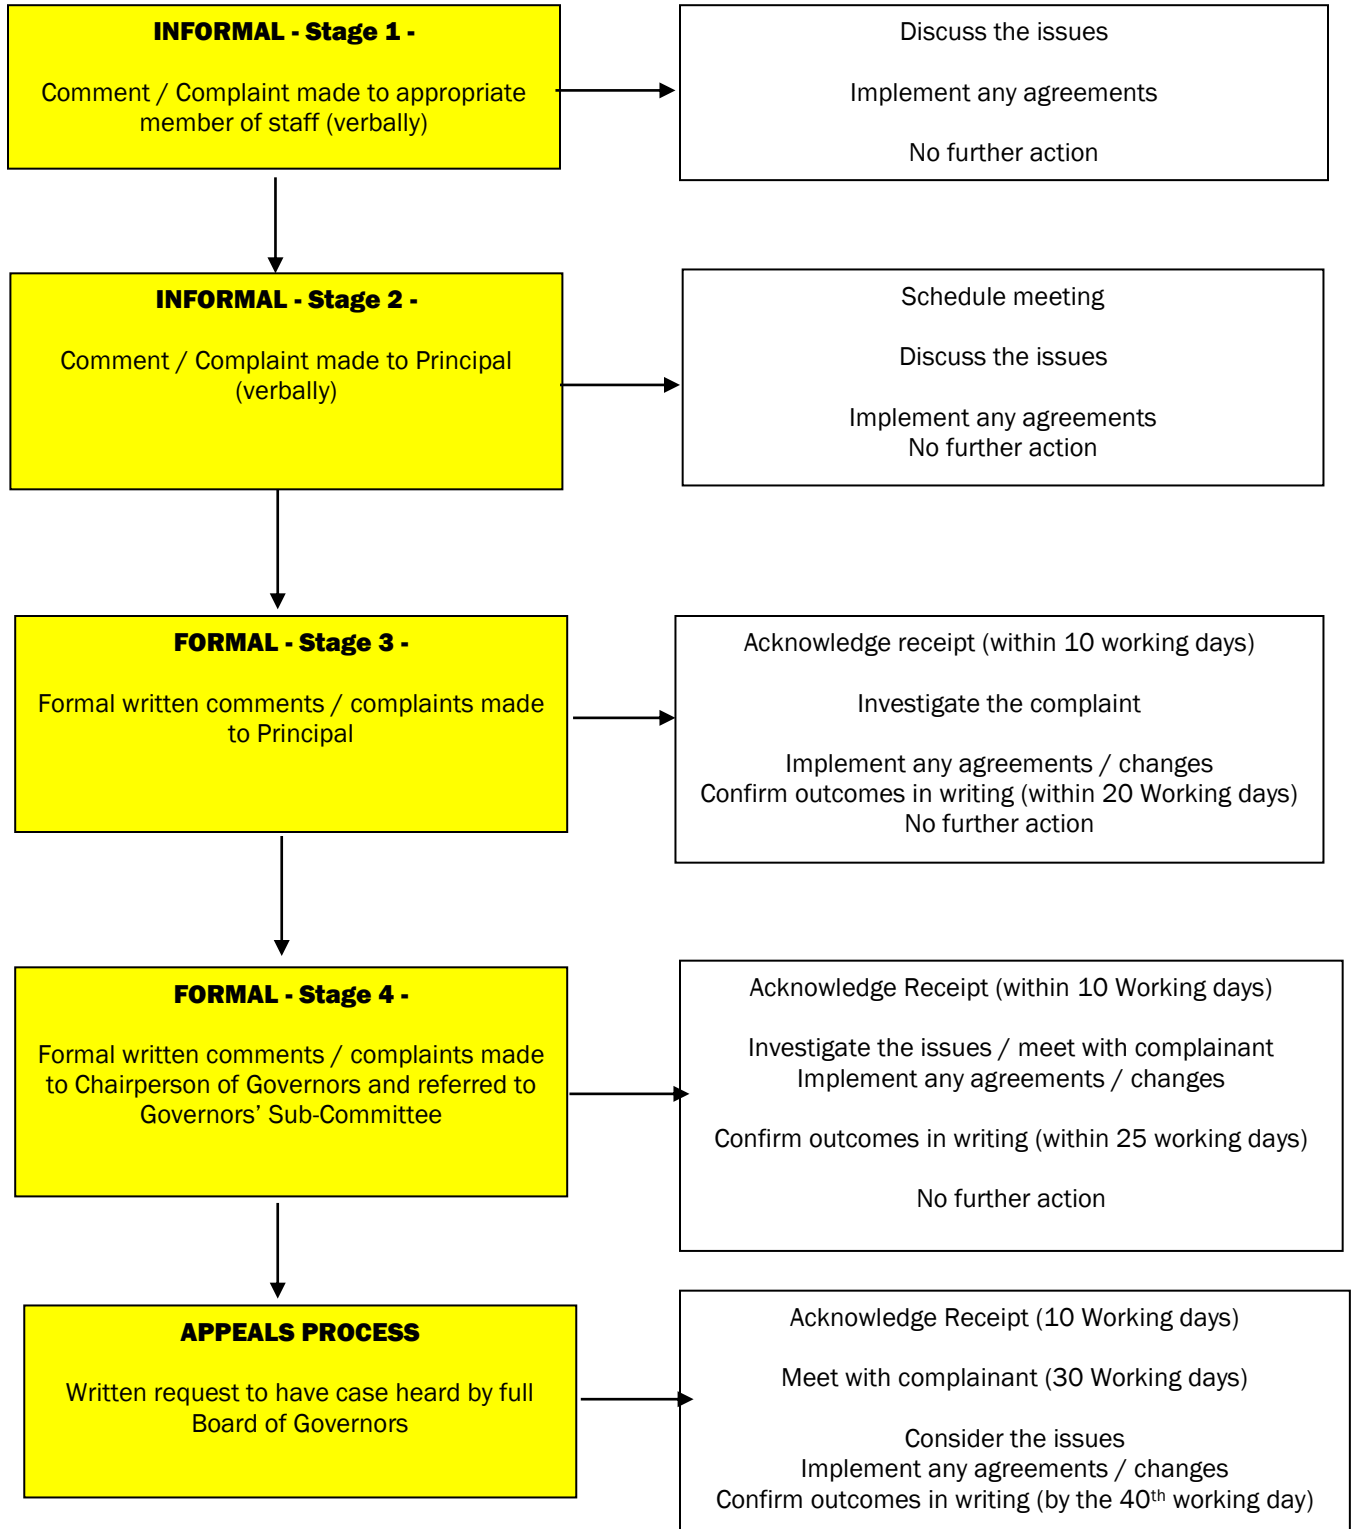 INFORMAL - Stage 1 -
Comment / Complaint made to appropriate
member of staff (verbally)
Discuss the issues
Implement any agreements
No further action
INFORMAL - Stage 2 -
Comment / Complaint made to Principal
(verbally)
Schedule meeting
Discuss the issues
Implement any agreements
No further action
FORMAL - Stage 3 -
Formal written comments / complaints made
to Principal
Acknowledge receipt (within 10 working days)
Investigate the complaint
Implement any agreements / changes
Confirm outcomes in writing (within 20 Working days)
No further action
FORMAL - Stage 4 -
Formal written comments / complaints made
to Chairperson of Governors and referred to
Governors’ Sub-Committee
Acknowledge Receipt (within 10 Working days)
Investigate the issues / meet with complainant
Implement any agreements / changes
Confirm outcomes in writing (within 25 working days)
No further action
APPEALS PROCESS
Written request to have case heard by full
Board of Governors
Acknowledge Receipt (10 Working days)
Meet with complainant (30 Working days)
Consider the issues
Implement any agreements / changes
Confirm outcomes in writing (by the 40th working day)